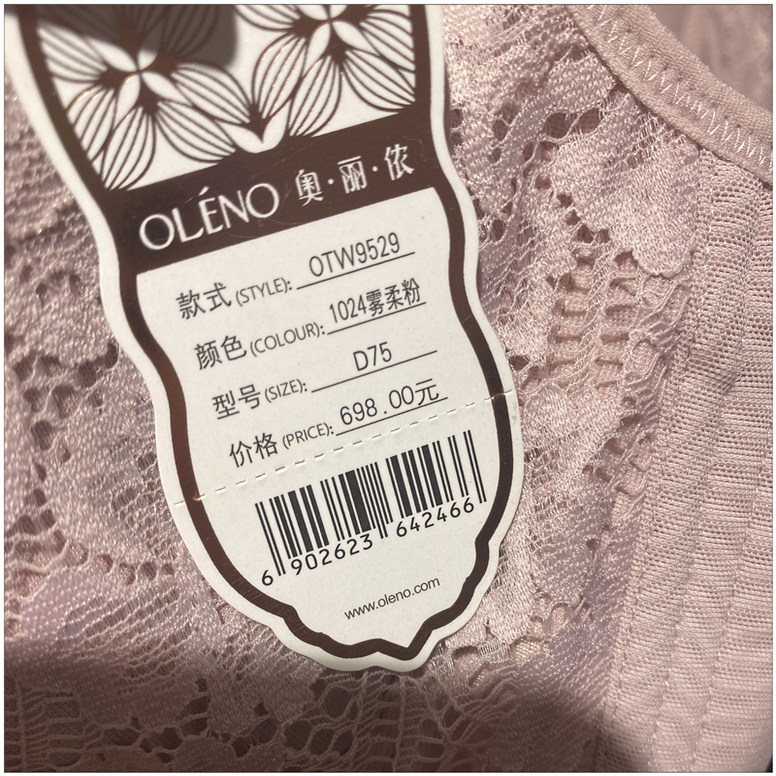 OLÉNO 奥·丽·侬
款式(STYLE): OTW9529
颜色(COLOUR): 1024雾柔粉
型号(SIZE): D75
价格(PRICE): 698.00元
6 902623 642466
www.oleno.com